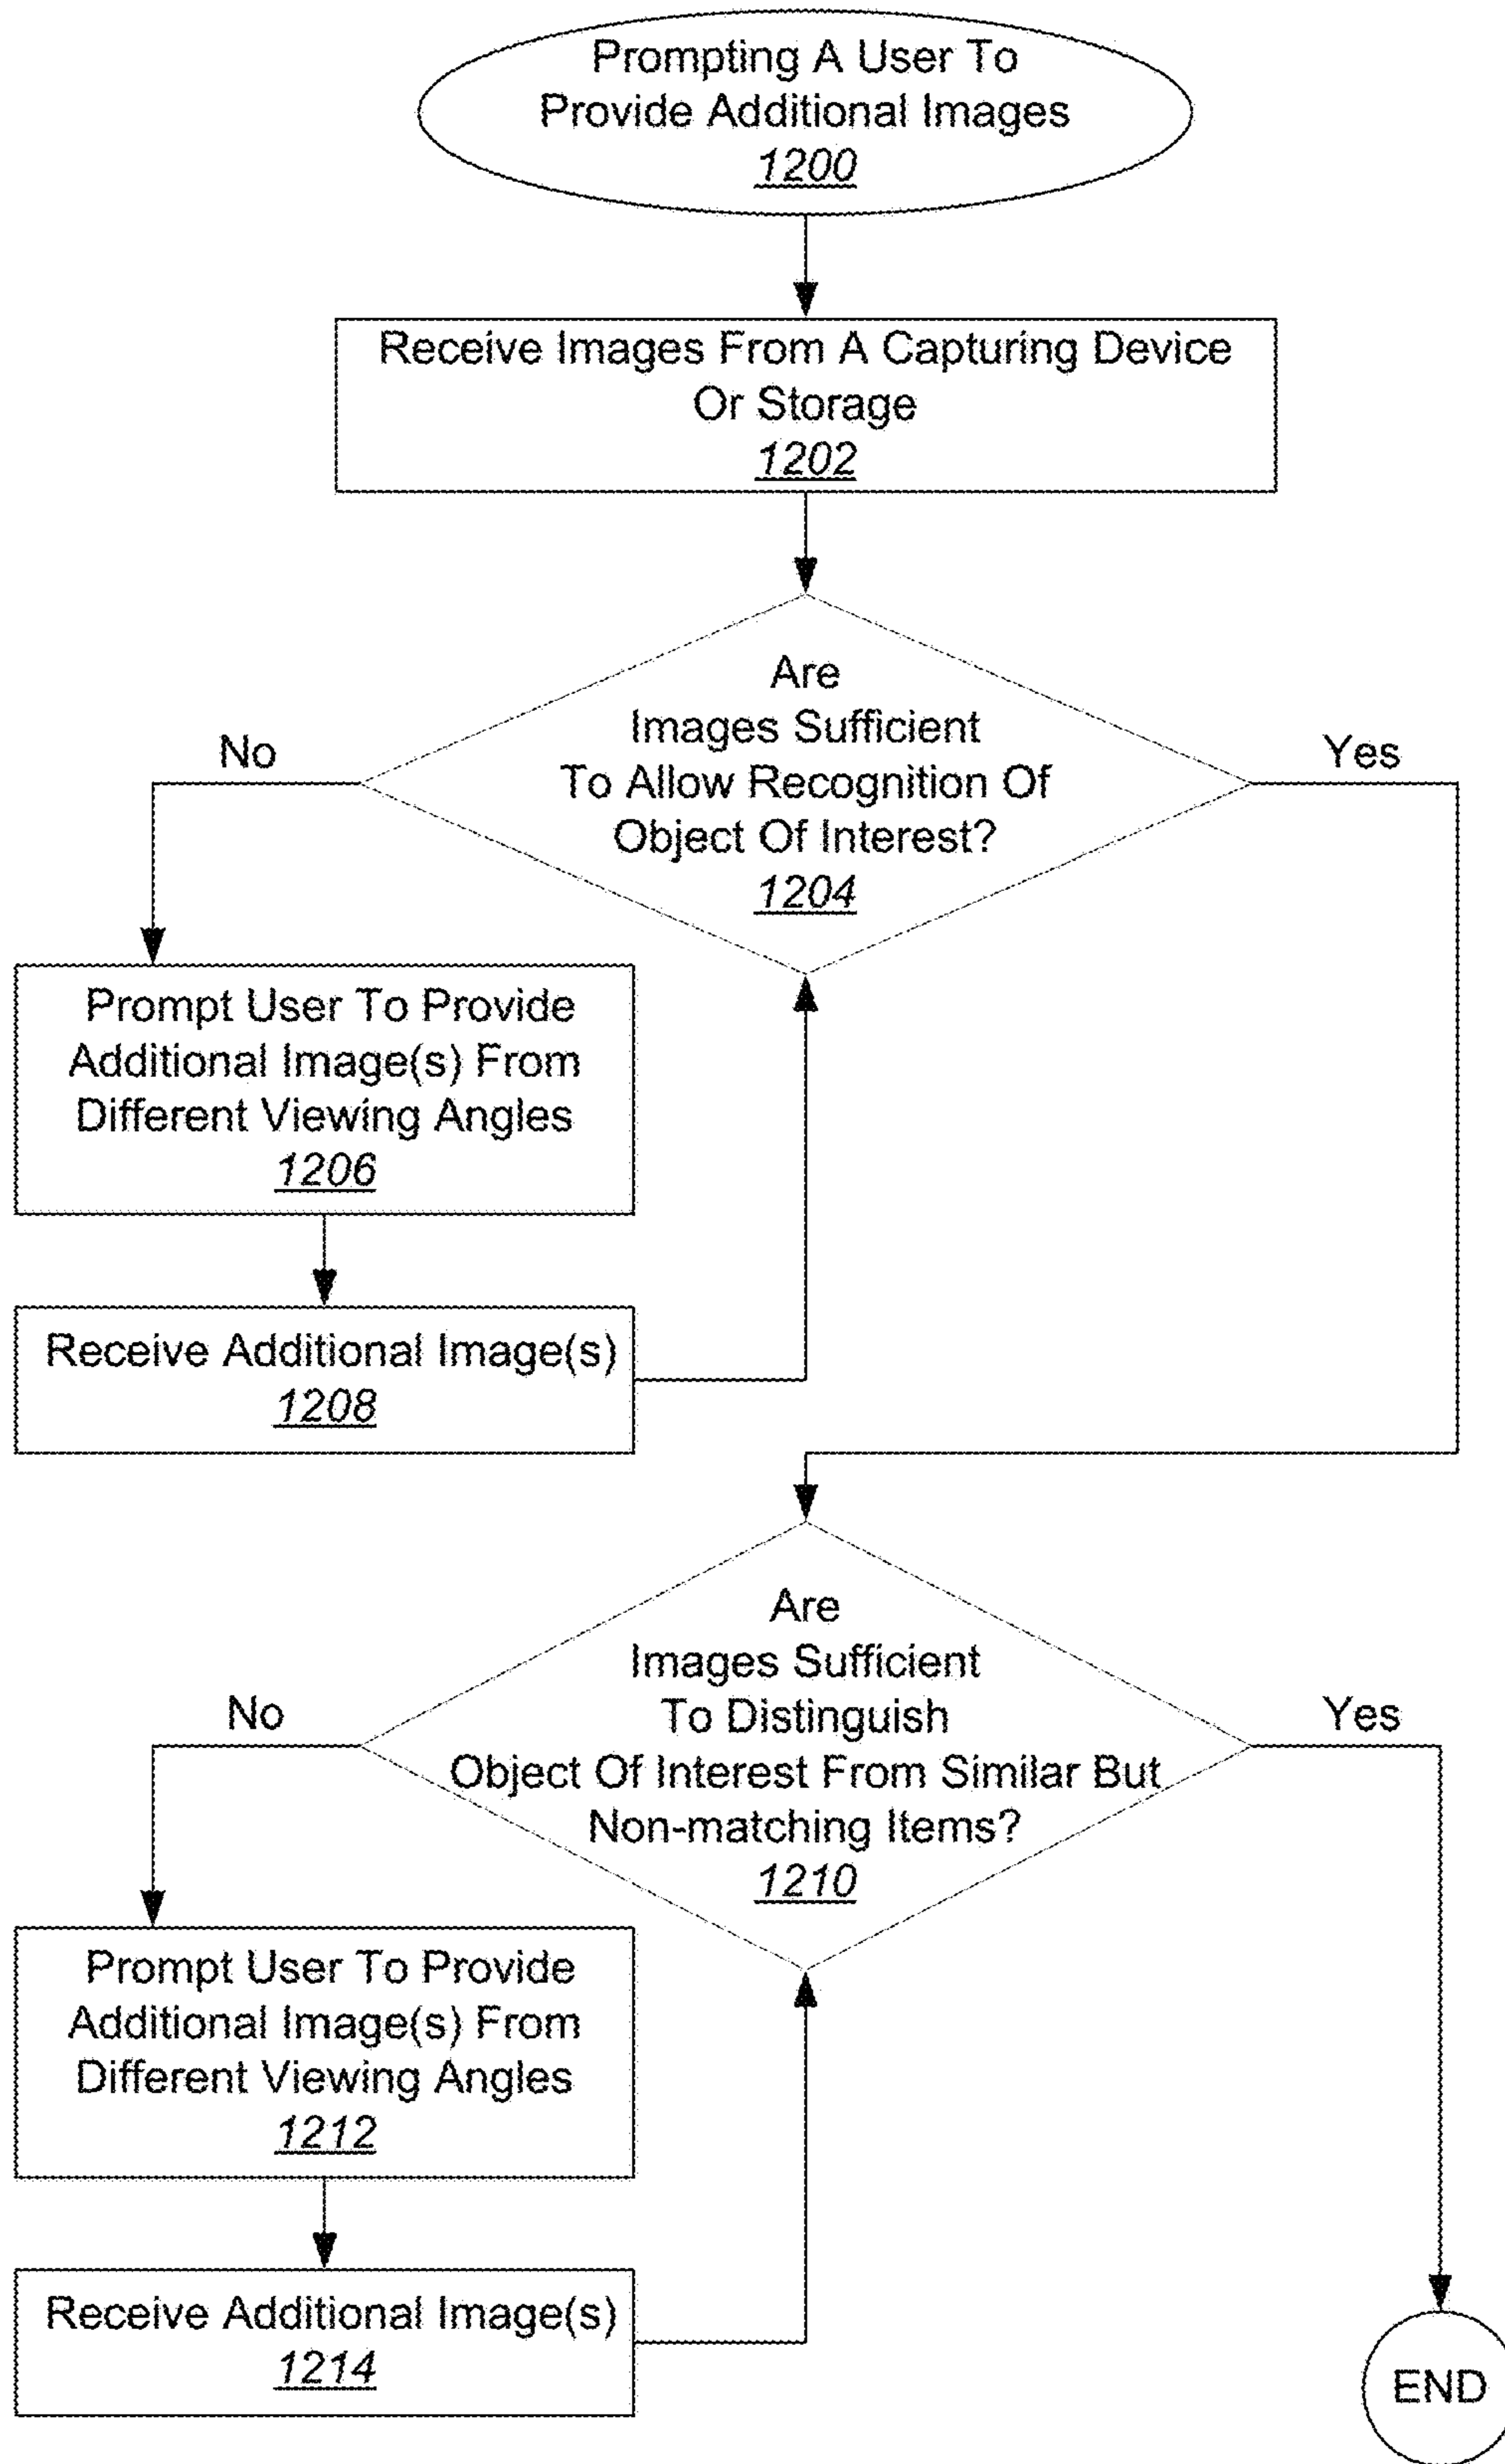 Prompting A User To
Provide Additional Images
1200
Receive Images From A Capturing Device
Or Storage
1202
Are
Images Sufficient
To Allow Recognition Of
Object Of Interest?
1204
No
Yes
Prompt User To Provide
Additional Image(s) From
Different Viewing Angles
1206
Receive Additional Image(s)
1208
Are
Images Sufficient
To Distinguish
Object Of Interest From Similar But
Non-matching Items?
1210
No
Yes
Prompt User To Provide
Additional Image(s) From
Different Viewing Angles
1212
Receive Additional Image(s)
1214
END